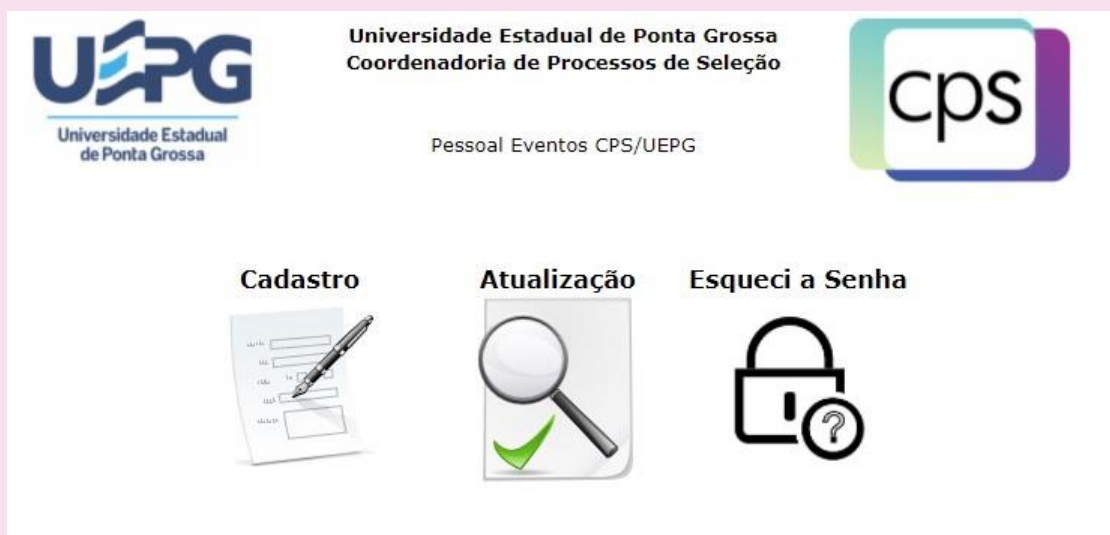 UEPG
Universidade Estadual
de Ponta Grossa
Universidade Estadual de Ponta Grossa
Coordenadoria de Processos de Seleção
Pessoal Eventos CPS/UEPG
cps
Cadastro
Atualização
Esqueci a Senha
?